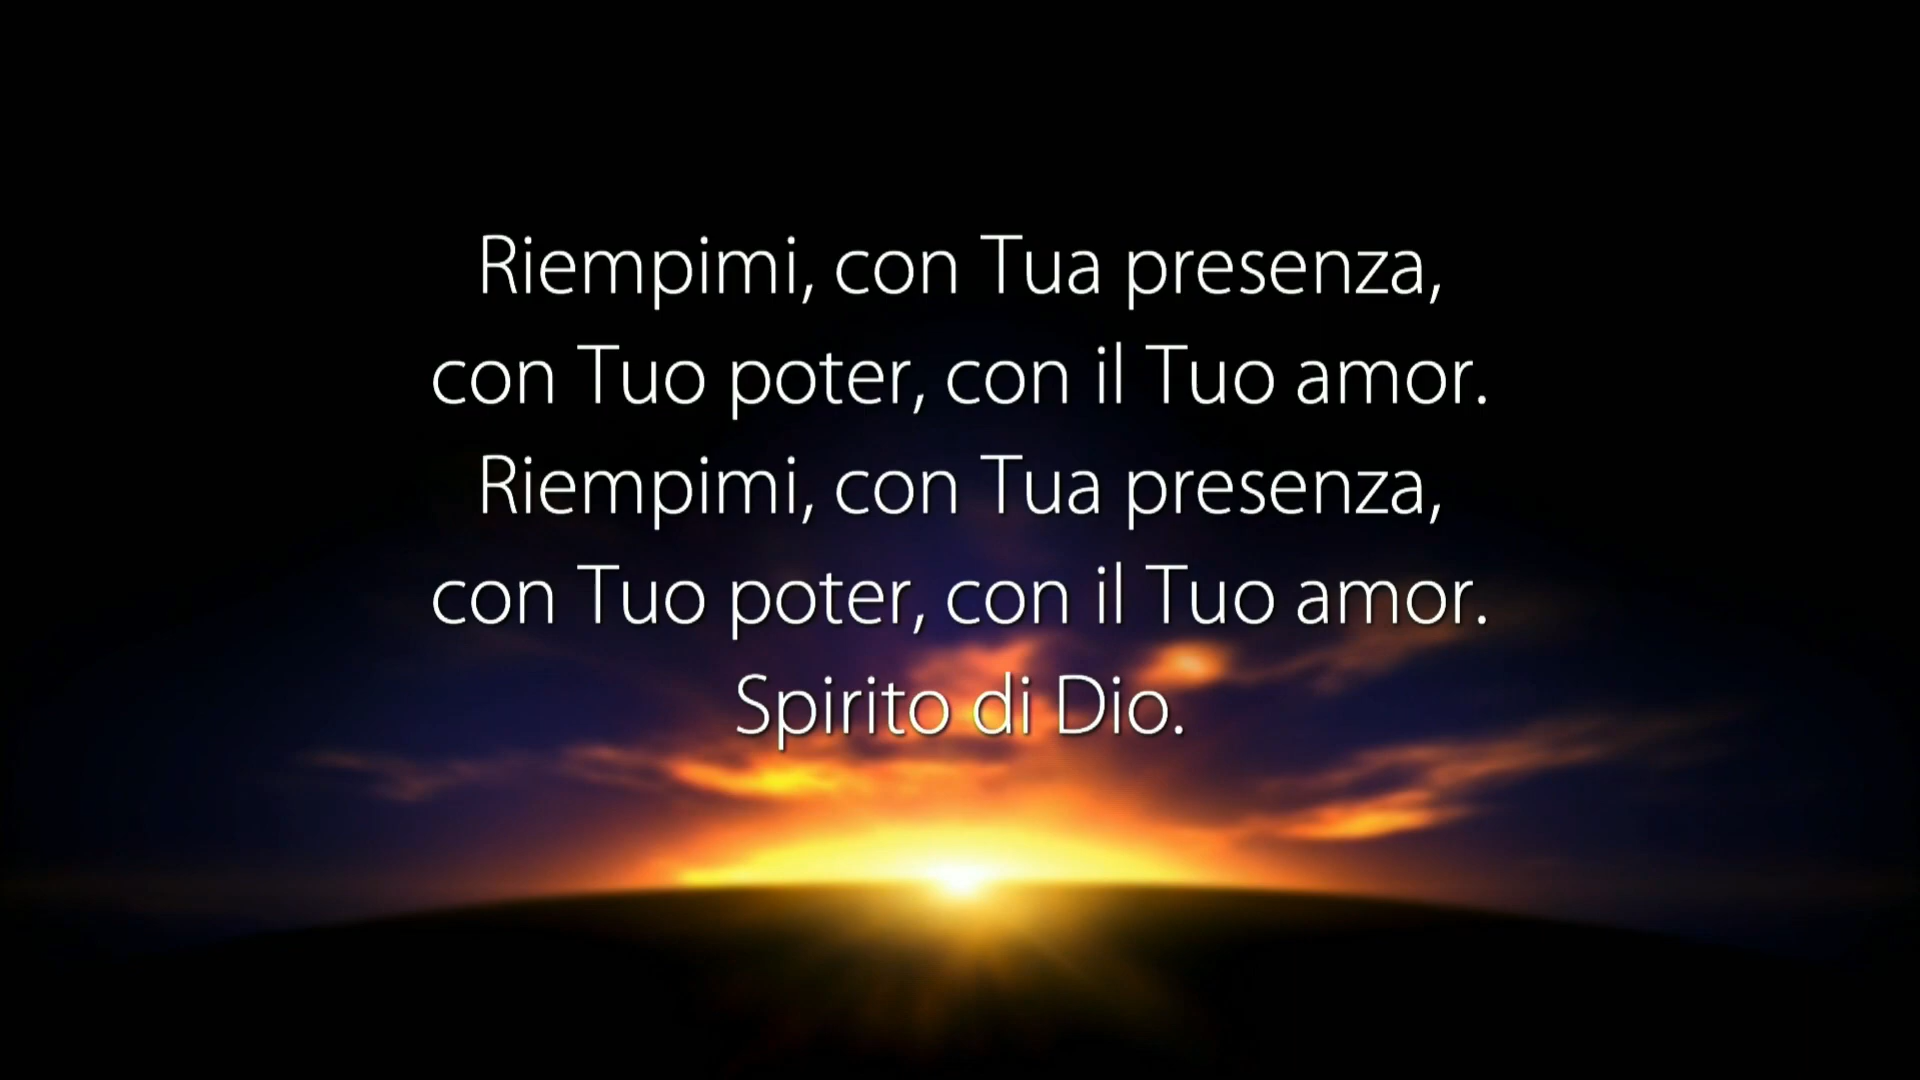 Riempimi, con Tua presenza,
con Tuo poter, con il Tuo amor.
Riempimi, con Tua presenza,
con Tuo poter, con il Tuo amor.
Spirito di Dio.